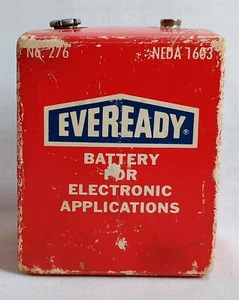 No. 276 NEDA 1603
EVEREADY®
BATTERY
FOR
ELECTRONIC
APPLICATIONS